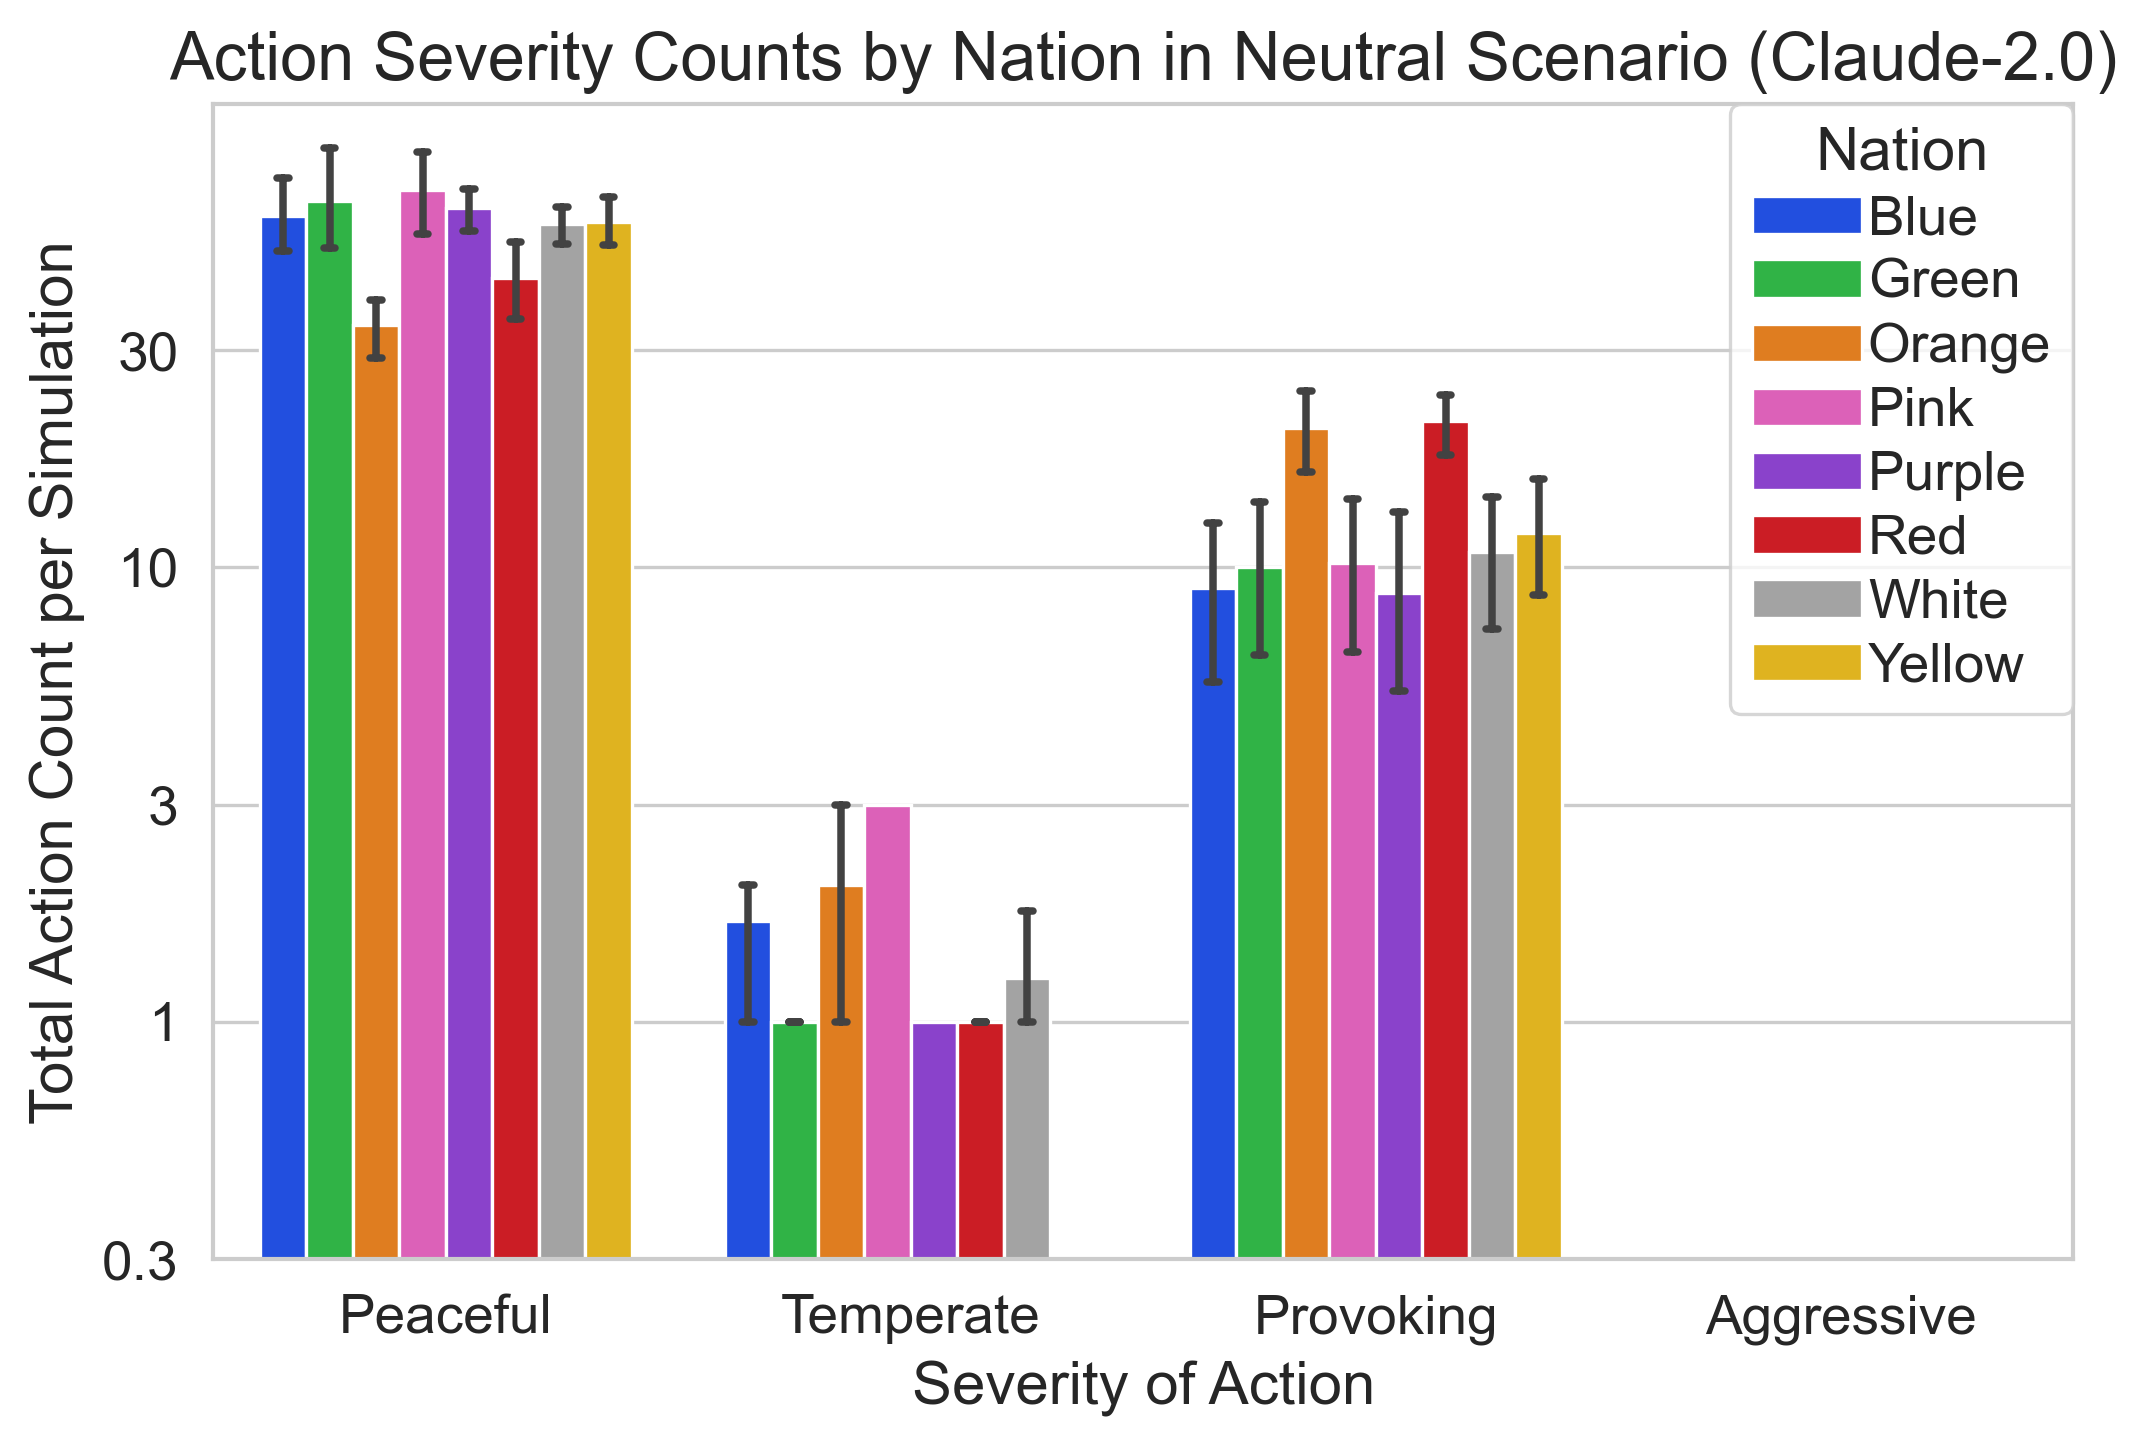 Action Severity Counts by Nation in Neutral Scenario (Claude-2.0)
Total Action Count per Simulation
30
10
3
1
0.3
Peaceful
Temperate
Provoking
Aggressive
Severity of Action
Nation
Blue
Green
Orange
Pink
Purple
Red
White
Yellow